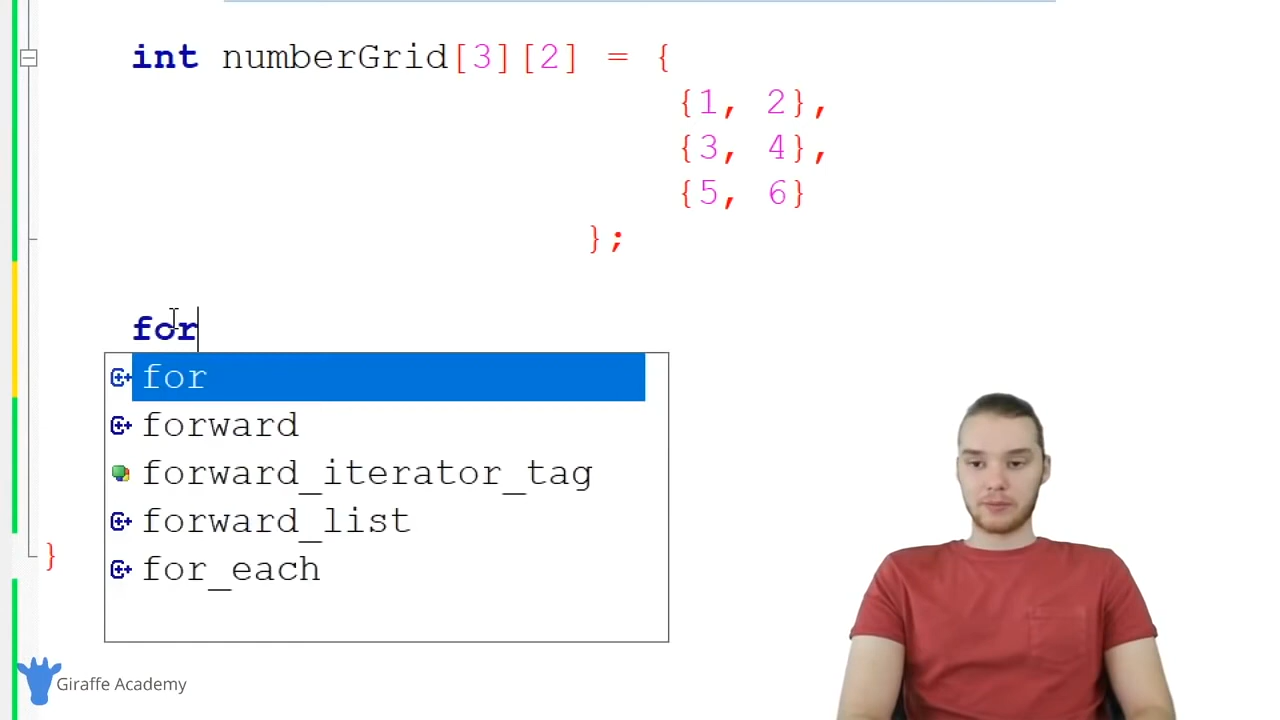 int numberGrid[3][2] = {
{1, 2},
{3, 4},
{5, 6}
};
for
for
forward
forward_iterator_tag
forward_list
for_each
}
Giraffe Academy